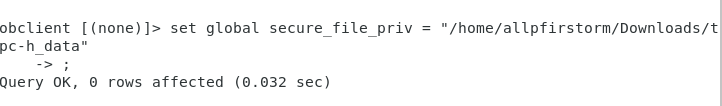 obclient [(none)]> set global secure_file_priv = "/home/allpfirstorm/Downloads/t
pc-h_data"
    -> ;
Query OK, 0 rows affected (0.032 sec)